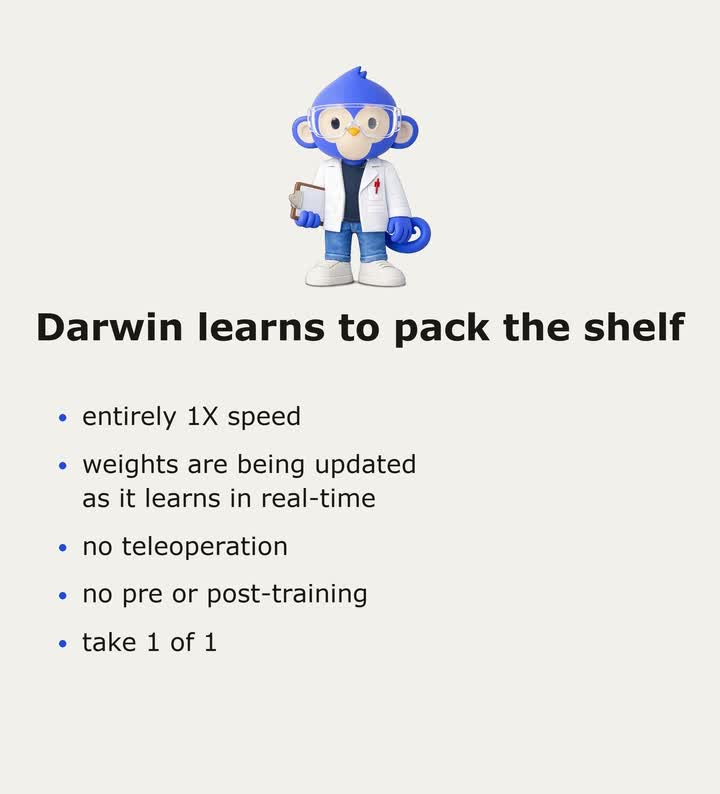 Darwin learns to pack the shelf
• entirely 1X speed
• weights are being updated
as it learns in real-time
• no teleoperation
• no pre or post-training
• take 1 of 1